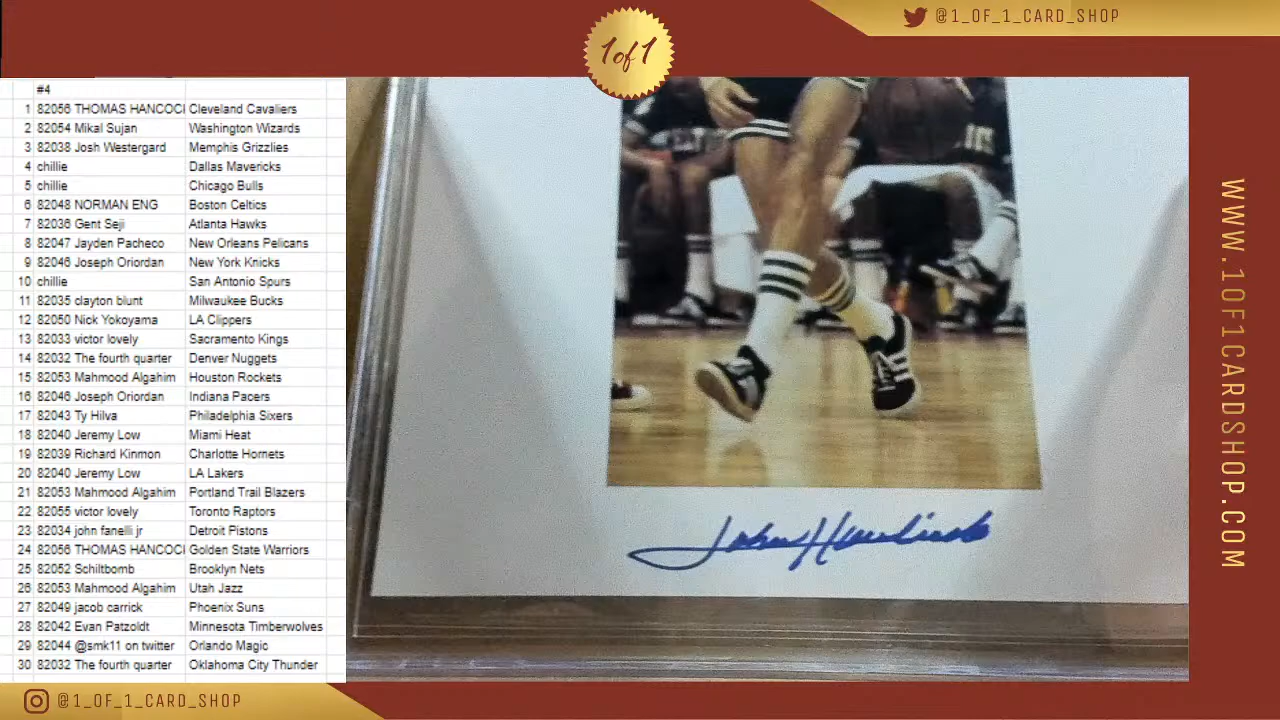 @1_OF_1_CARD_SHOP
1of1
#4
1 82056 THOMAS HANCOCK Cleveland Cavaliers
2 82054 Mikal Sujan Washington Wizards
3 82038 Josh Westergard Memphis Grizzlies
4 chillie Dallas Mavericks
5 chillie Chicago Bulls
6 82048 NORMAN ENG Boston Celtics
7 82036 Gent Seji Atlanta Hawks
8 82047 Jayden Pacheco New Orleans Pelicans
9 82046 Joseph Oriordan New York Knicks
10 chillie San Antonio Spurs
11 82035 clayton blunt Milwaukee Bucks
12 82050 Nick Yokoyama LA Clippers
13 82033 victor lovely Sacramento Kings
14 82032 The fourth quarter Denver Nuggets
15 82053 Mahmood Algahim Houston Rockets
16 82046 Joseph Oriordan Indiana Pacers
17 82043 Ty Hilva Philadelphia Sixers
18 82040 Jeremy Low Miami Heat
19 82039 Richard Kinmon Charlotte Hornets
20 82040 Jeremy Low LA Lakers
21 82053 Mahmood Algahim Portland Trail Blazers
22 82055 victor lovely Toronto Raptors
23 82034 john fanelli jr Detroit Pistons
24 82056 THOMAS HANCOCK Golden State Warriors
25 82052 Schiltbomb Brooklyn Nets
26 82053 Mahmood Algahim Utah Jazz
27 82049 jacob carrick Phoenix Suns
28 82042 Evan Patzoldt Minnesota Timberwolves
29 82044 @smk11 on twitter Orlando Magic
30 82032 The fourth quarter Oklahoma City Thunder
John Havlicek
WWW.1OF1CARDSHOP.COM
@1_OF_1_CARD_SHOP